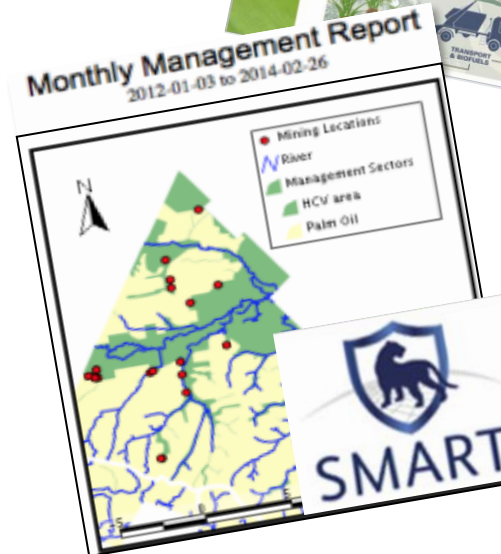 TRANSPORT
& BIOFUELS
Monthly Management Report
2012-01-03 to 2014-02-26
Mining Locations
River
Management Sectors
HCV area
Palm Oil
N
SMART